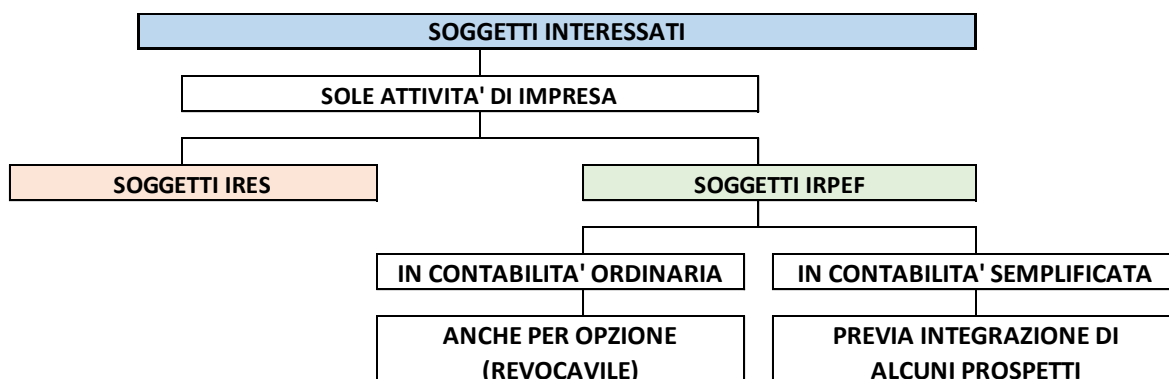 SOGGETTI INTERESSATI
SOLE ATTIVITA' DI IMPRESA
SOGGETTI IRES
SOGGETTI IRPEF
IN CONTABILITA' ORDINARIA
IN CONTABILITA' SEMPLIFICATA
ANCHE PER OPZIONE
(REVOCAVILE)
PREVIA INTEGRAZIONE DI
ALCUNI PROSPETTI